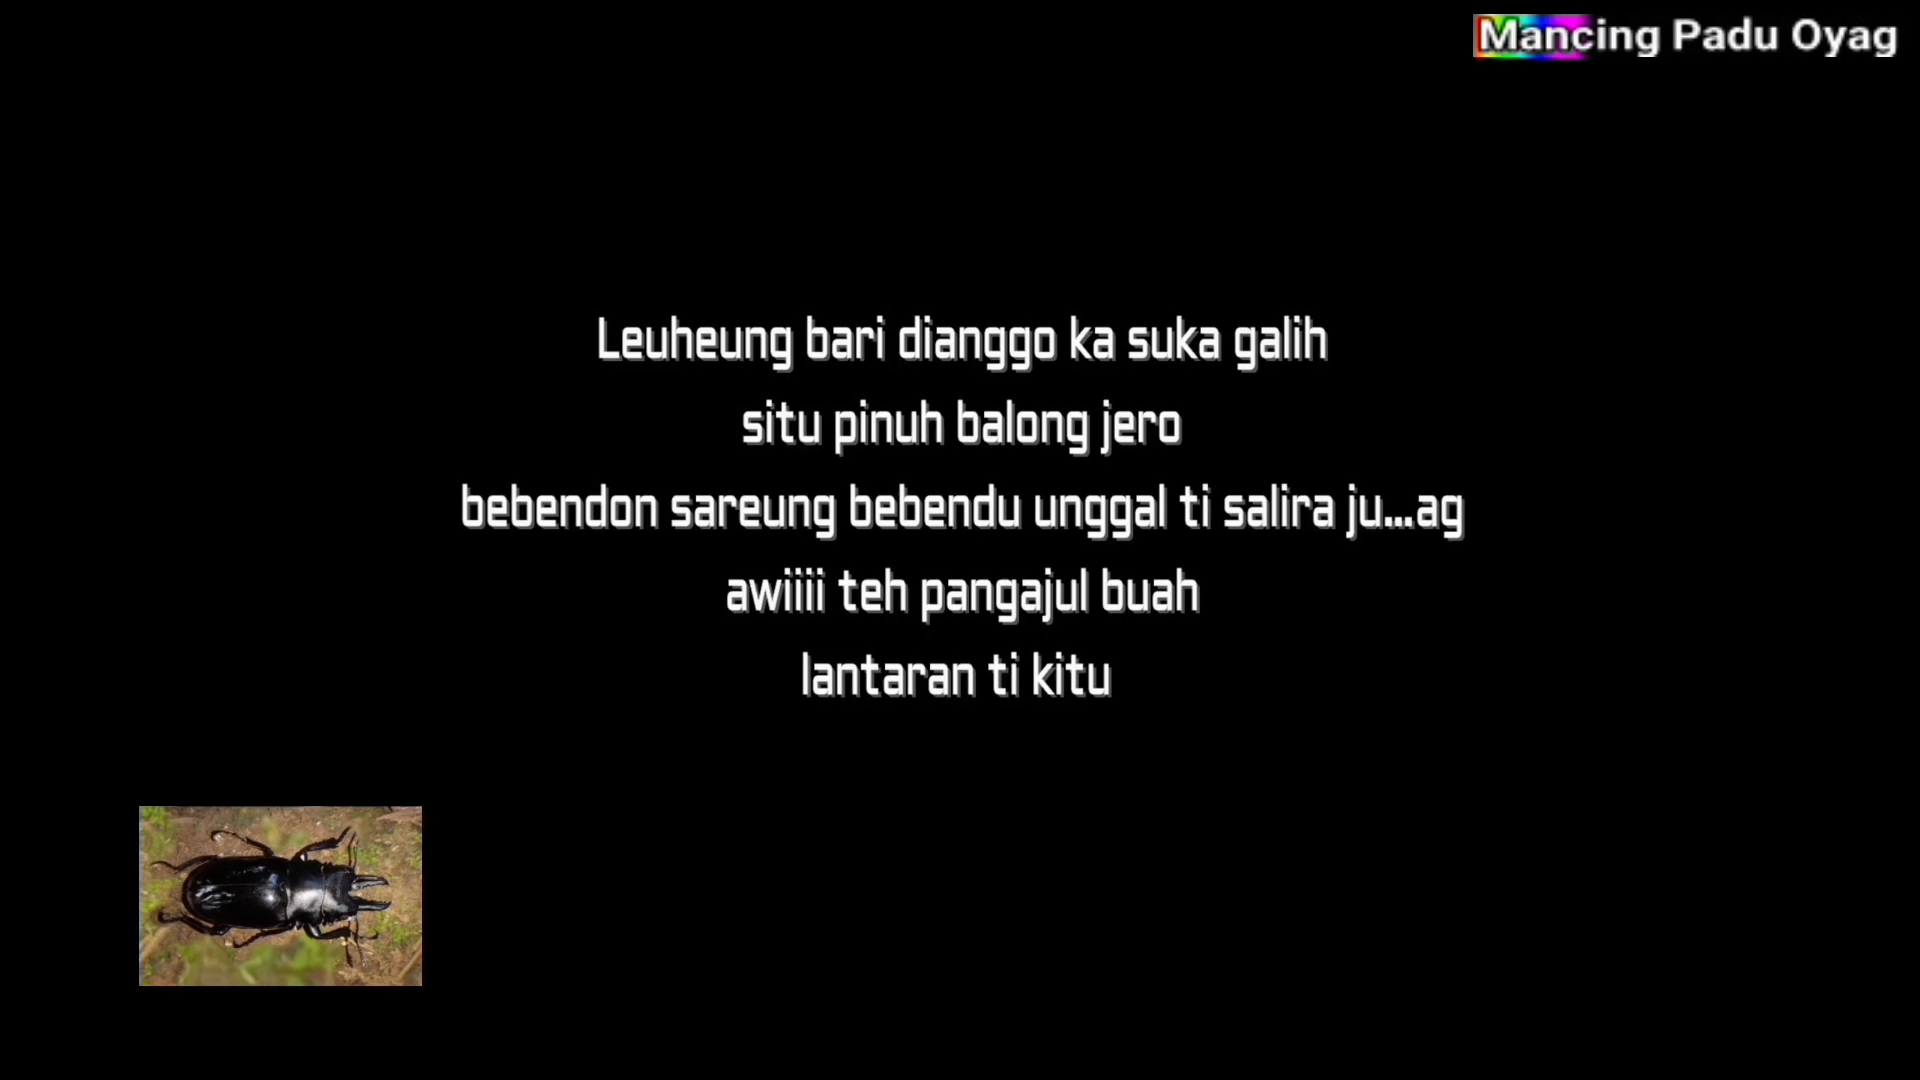 Mancing Padu Oyag
Leuheung bari dianggo ka suka galih
situ pinuh balong jero
bebendon sareung bebendu unggal ti salira ju...ag
awiiii teh pangajul buah
lantaran ti kitu